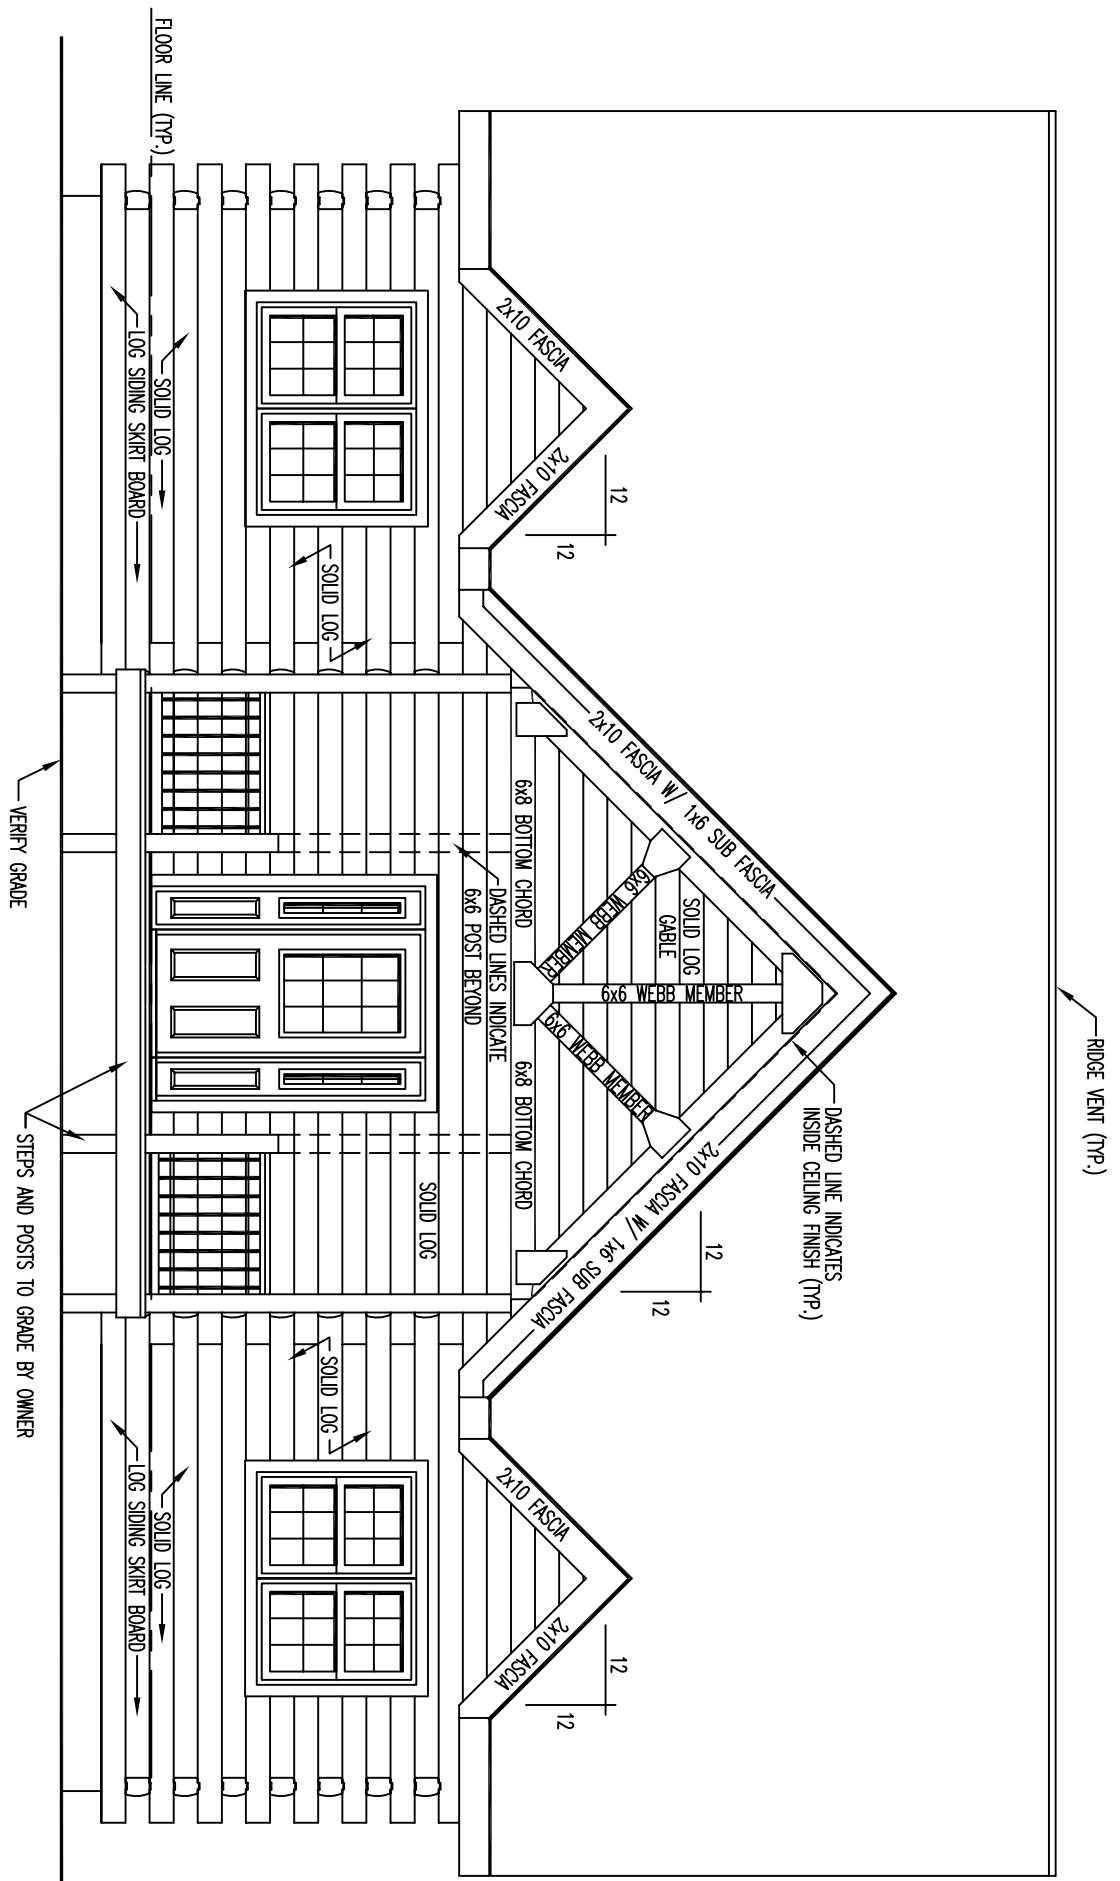 RIDGE VENT (TYP.)
DASHED LINE INDICATES
INSIDE CEILING FINISH (TYP.)
12
12
12
12
12
12
2x10 FASCIA
2x10 FASCIA
2x10 FASCIA W/ 1x6 SUB FASCIA
2x10 FASCIA W/ 1x6 SUB FASCIA
2x10 FASCIA
2x10 FASCIA
SOLID LOG
GABLE
6x6 WEBB MEMBER
6x6 WEBB MEMBER
6x6 WEBB MEMBER
6x8 BOTTOM CHORD
6x8 BOTTOM CHORD
DASHED LINES INDICATE
6x6 POST BEYOND
SOLID LOG
SOLID LOG
SOLID LOG
SOLID LOG
SOLID LOG
FLOOR LINE (TYP.)
LOG SIDING SKIRT BOARD
LOG SIDING SKIRT BOARD
VERIFY GRADE
STEPS AND POSTS TO GRADE BY OWNER